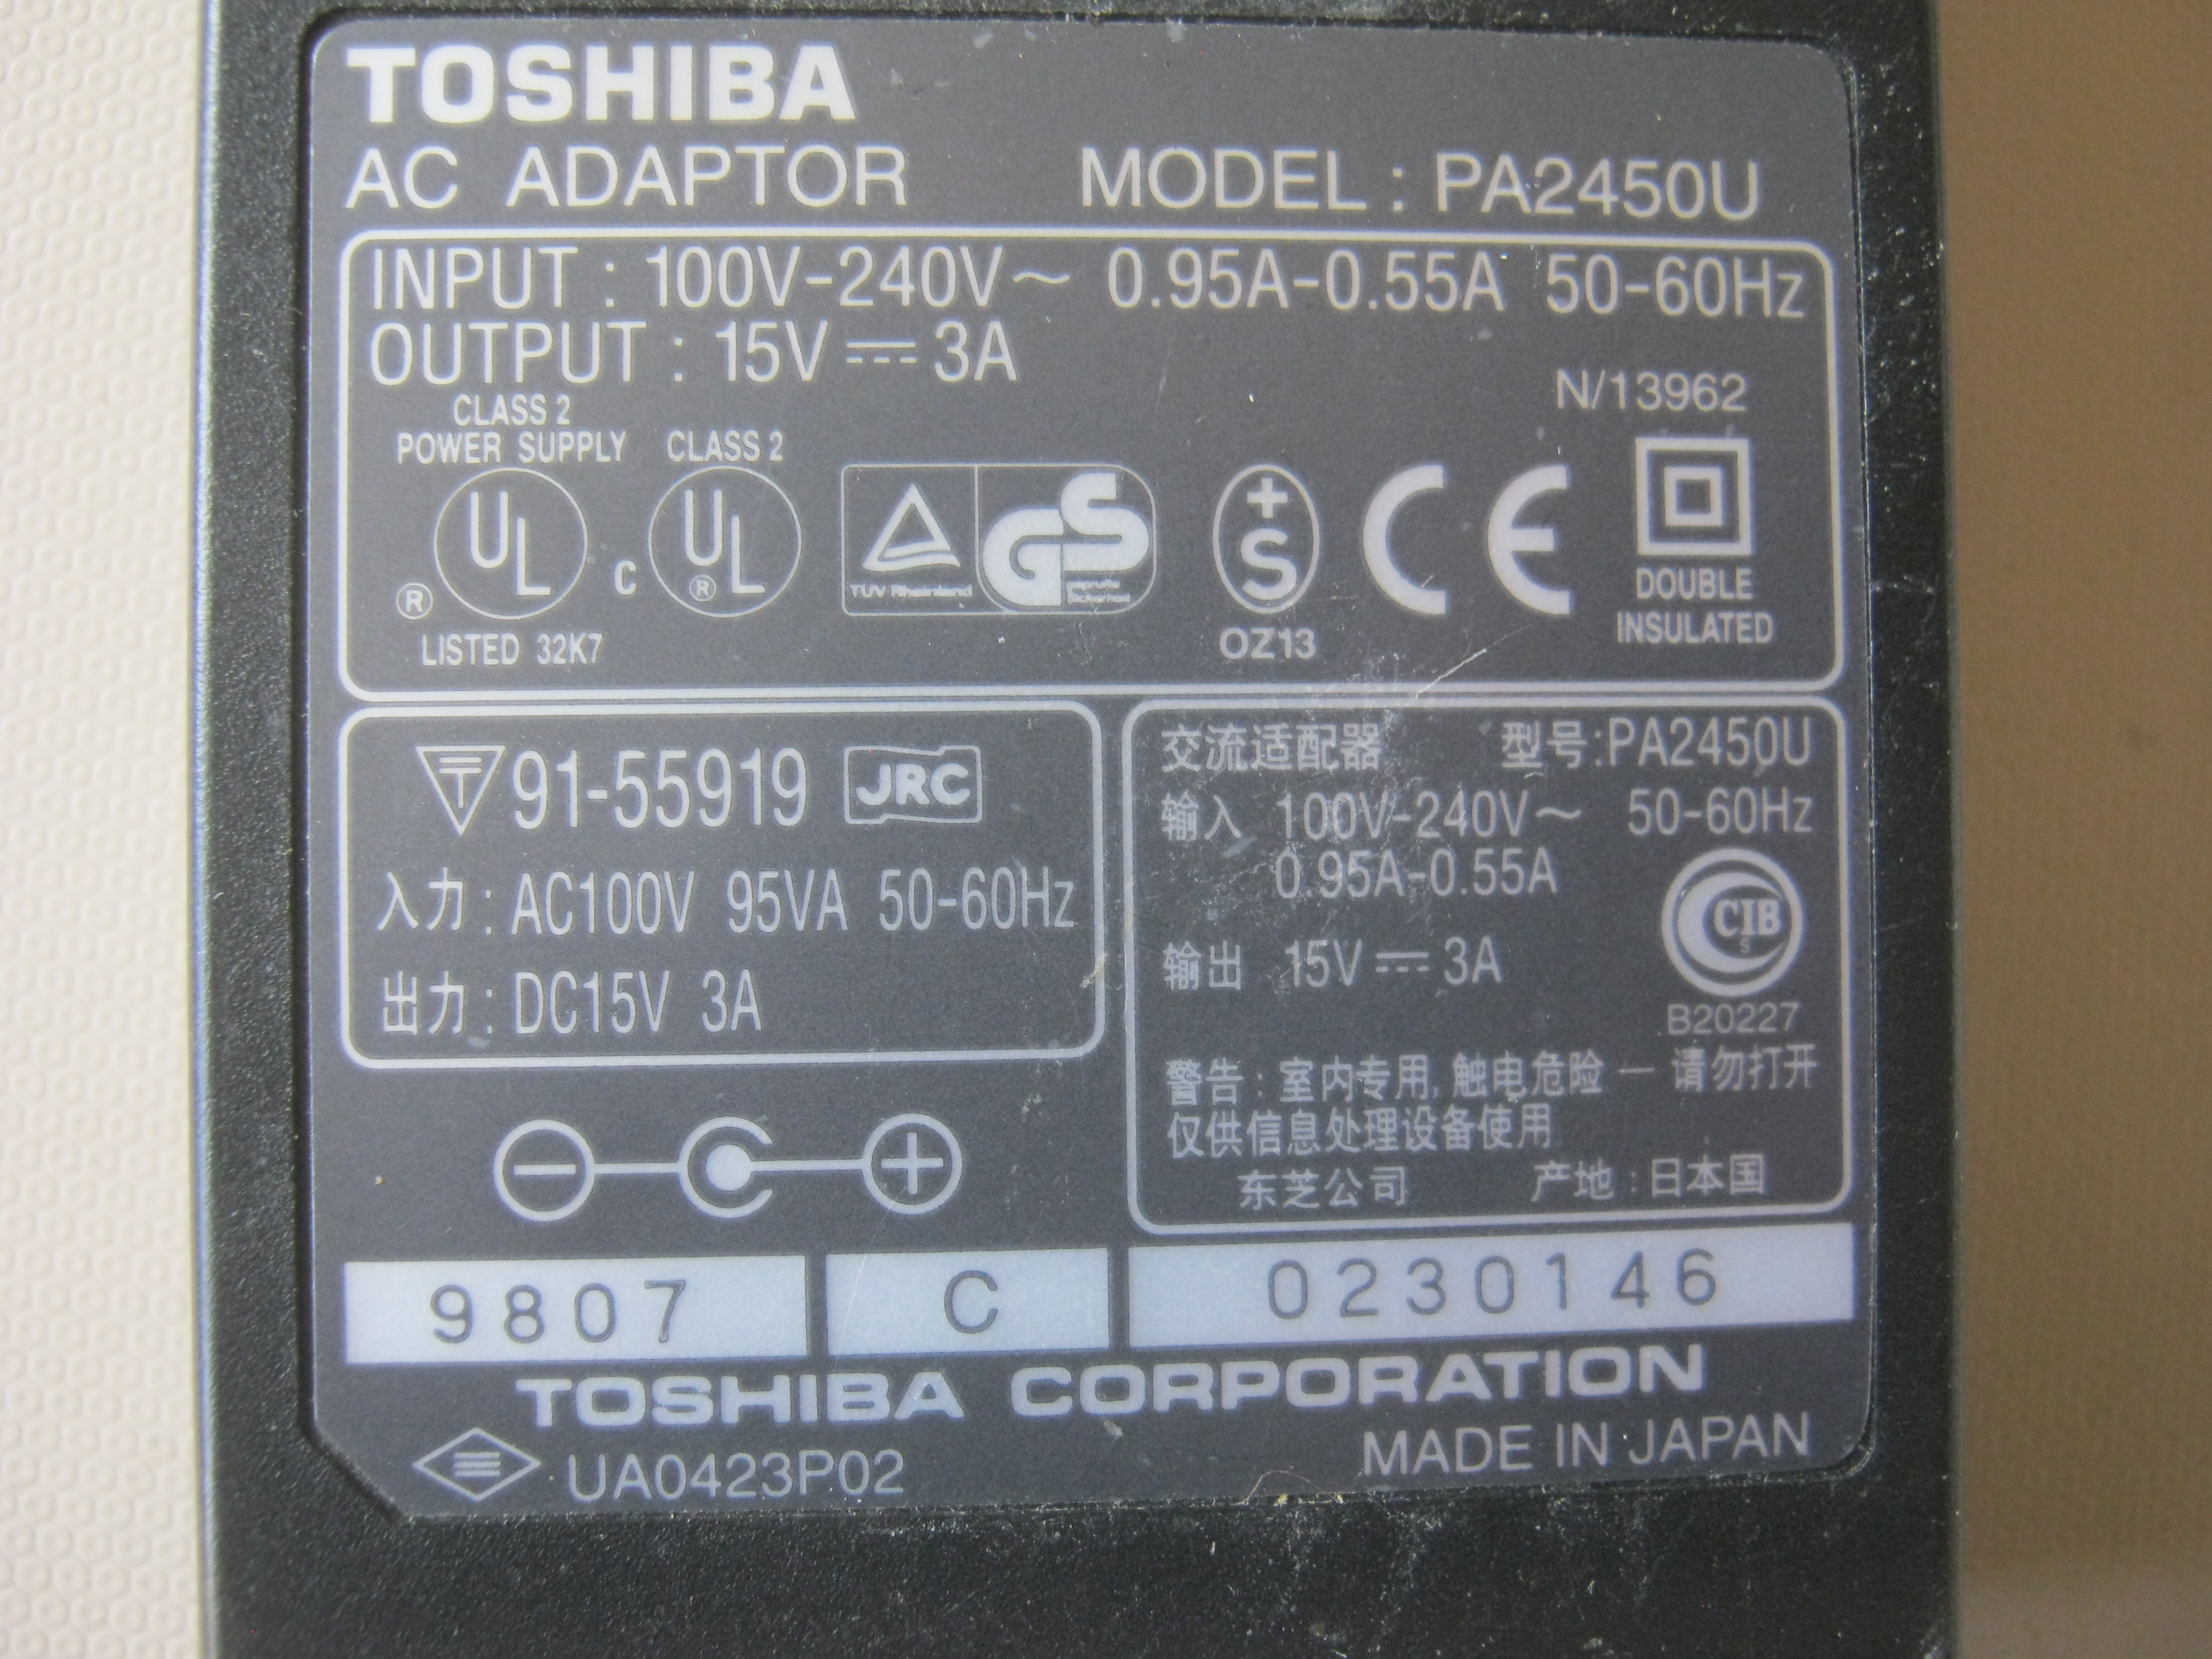 TOSHIBA
AC ADAPTOR MODEL : PA2450U
INPUT : 100V-240V～ 0.95A-0.55A 50-60Hz
OUTPUT : 15V ⎓ 3A
N/13962
CLASS 2
POWER SUPPLY
CLASS 2
UL
®
LISTED 32K7
C UL ®
TÜV Rheinland
GS
geprüfte
Sicherheit
+S
OZ13
CE
DOUBLE
INSULATED
T 91-55919 JRC
入力 : AC100V 95VA 50-60Hz
出力 : DC15V 3A
交流适配器 型号:PA2450U
输入 100V-240V～ 50-60Hz
0.95A-0.55A
输出 15V ⎓ 3A
CCIB
S
B20227
警告 : 室内专用, 触电危险 一 请勿打开
仅供信息处理设备使用
东芝公司 产地 : 日本国
9807 C 0230146
TOSHIBA CORPORATION
UA0423P02 MADE IN JAPAN